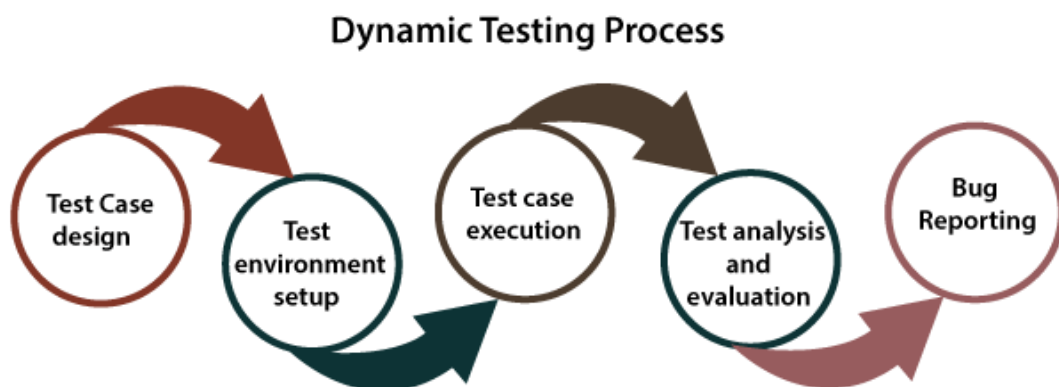 Dynamic Testing Process
Test Case
design
Test
environment
setup
Test case
execution
Test analysis
and
evaluation
Bug
Reporting